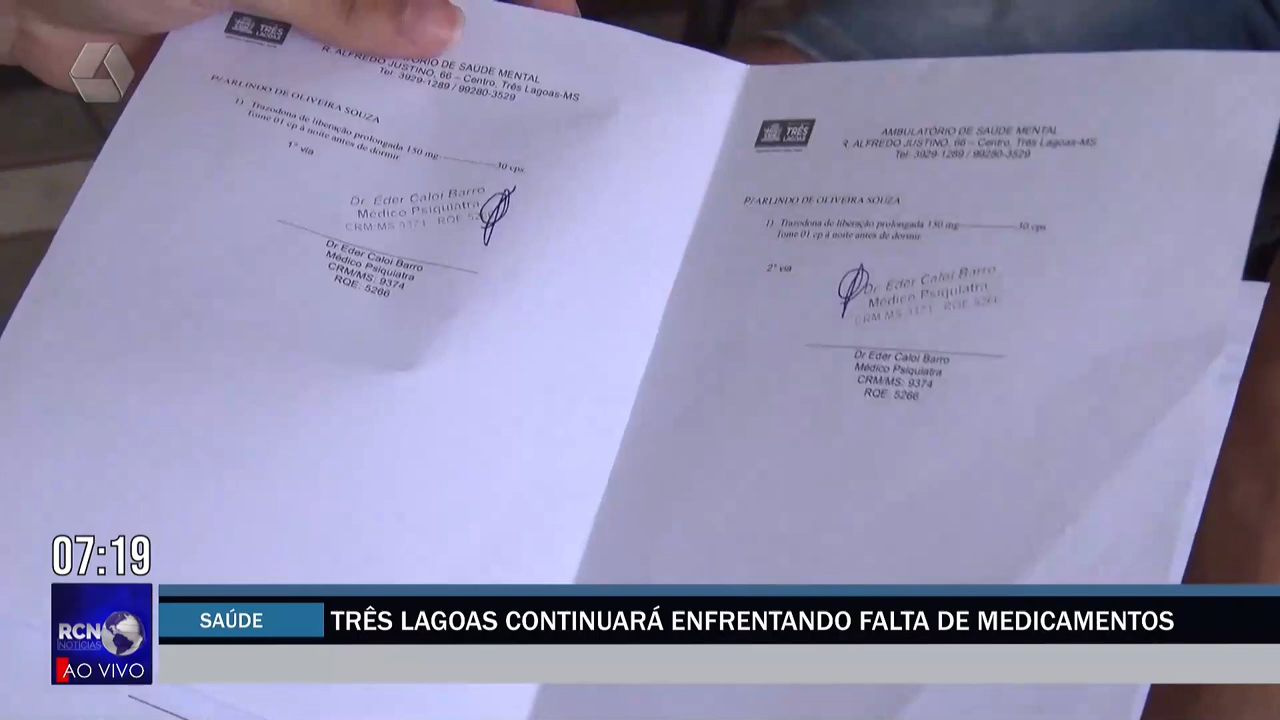 TRÊS
LAGOAS
AMBULATÓRIO DE SAÚDE MENTAL
R. ALFREDO JUSTINO, 66 – Centro, Três Lagoas-MS
Tel: 3929-1289 / 99280-3529
P/ ARLINDO DE OLIVEIRA SOUZA
1) Trazodona de liberação prolongada 150 mg 30 cps.
Tome 01 cp à noite antes de dormir
1° via
Dr. Eder Caloi Barro
Médico Psiquiatra
Dr Eder Caloi Barro
Médico Psiquiatra
CRM/MS: 9374
RQE: 5266
TRÊS
LAGOAS
AMBULATÓRIO DE SAÚDE MENTAL
R. ALFREDO JUSTINO, 66 – Centro, Três Lagoas-MS
Tel: 3929-1289 / 99280-3529
P/ ARLINDO DE OLIVEIRA SOUZA
1) Trazodona de liberação prolongada 150 mg 30 cps.
Tome 01 cp à noite antes de dormir
2° via
Dr. Eder Caloi Barro
Médico Psiquiatra
Dr Eder Caloi Barro
Médico Psiquiatra
CRM/MS: 9374
RQE: 5266
07:19
RCN
NOTÍCIAS
AO VIVO
SAÚDE
TRÊS LAGOAS CONTINUARÁ ENFRENTANDO FALTA DE MEDICAMENTOS